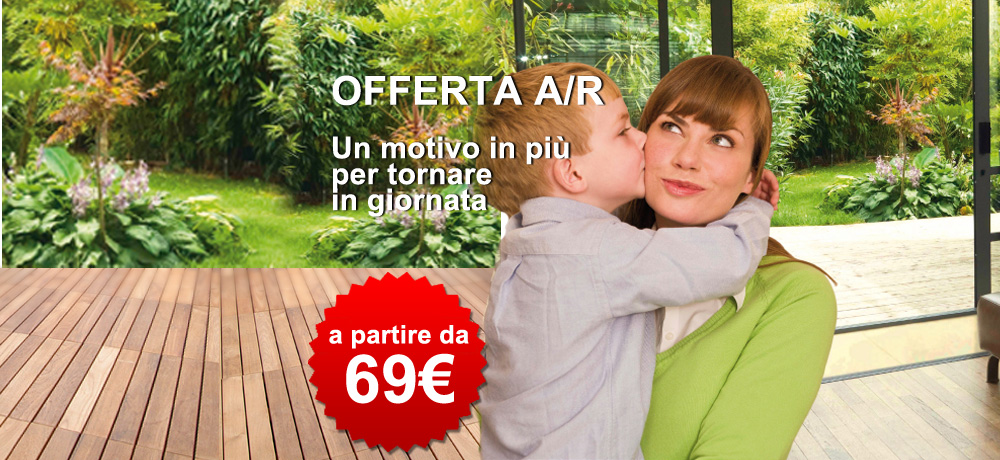 OFFERTA A/R
Un motivo in più
per tornare
in giornata
a partire da
69€